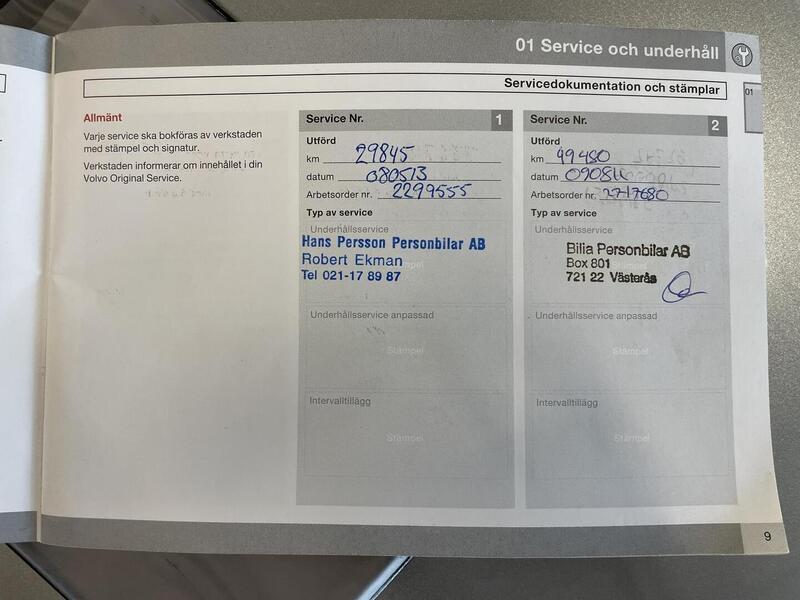 01 Service och underhåll
Servicedokumentation och stämplar
01
Allmänt
Varje service ska bokföras av verkstaden
med stämpel och signatur.
Verkstaden informerar om innehållet i din
Volvo Original Service.
Service Nr. 1
Utförd
km 29845
datum 080513
Arbetsorder nr. 2299555
Typ av service
Underhållsservice
Hans Persson Personbilar AB
Robert Ekman
Tel 021-17 89 87
Underhållsservice anpassad
Stämpel
Intervalltillägg
Stämpel
Service Nr. 2
Utförd
km 49480
datum
Arbetsorder nr. 2717680
Typ av service
Underhållsservice
Bilia Personbilar AB
Box 801
721 22 Västerås
Underhållsservice anpassad
Stämpel
Intervalltillägg
Stämpel
9